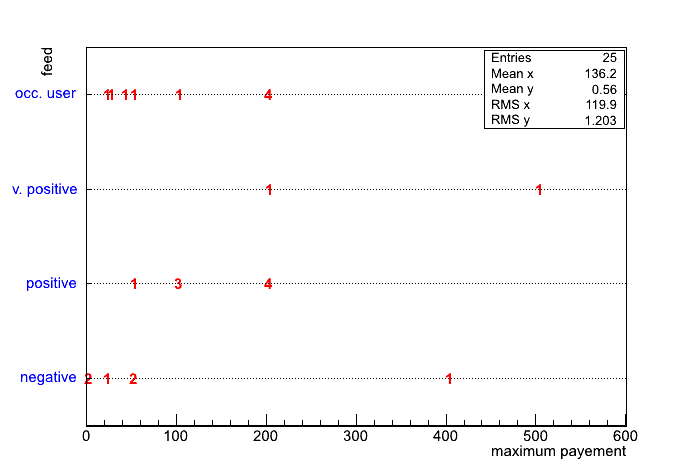 feed
Entries 25
Mean x 136.2
Mean y 0.56
RMS x 119.9
RMS y 1.203
occ. user 1 1 1 1 1 4
v. positive 1 1
positive 1 3 4
negative 2 1 2 1
0 100 200 300 400 500 600
maximum payement